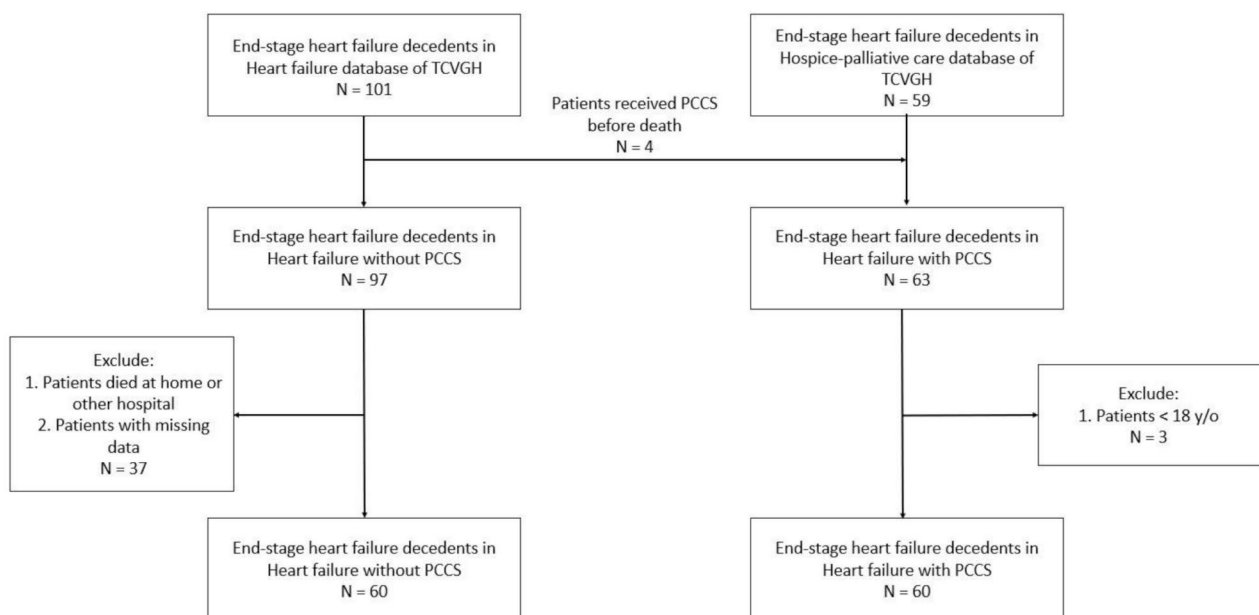 End-stage heart failure decedents in
Heart failure database of TCVGH
N = 101
End-stage heart failure decedents in
Hospice-palliative care database of
TCVGH
N = 59
Patients received PCCS
before death
N = 4
End-stage heart failure decedents in
Heart failure without PCCS
N = 97
End-stage heart failure decedents in
Heart failure with PCCS
N = 63
Exclude:
1. Patients died at home or
other hospital
2. Patients with missing
data
N = 37
Exclude:
1. Patients < 18 y/o
N = 3
End-stage heart failure decedents in
Heart failure without PCCS
N = 60
End-stage heart failure decedents in
Heart failure with PCCS
N = 60